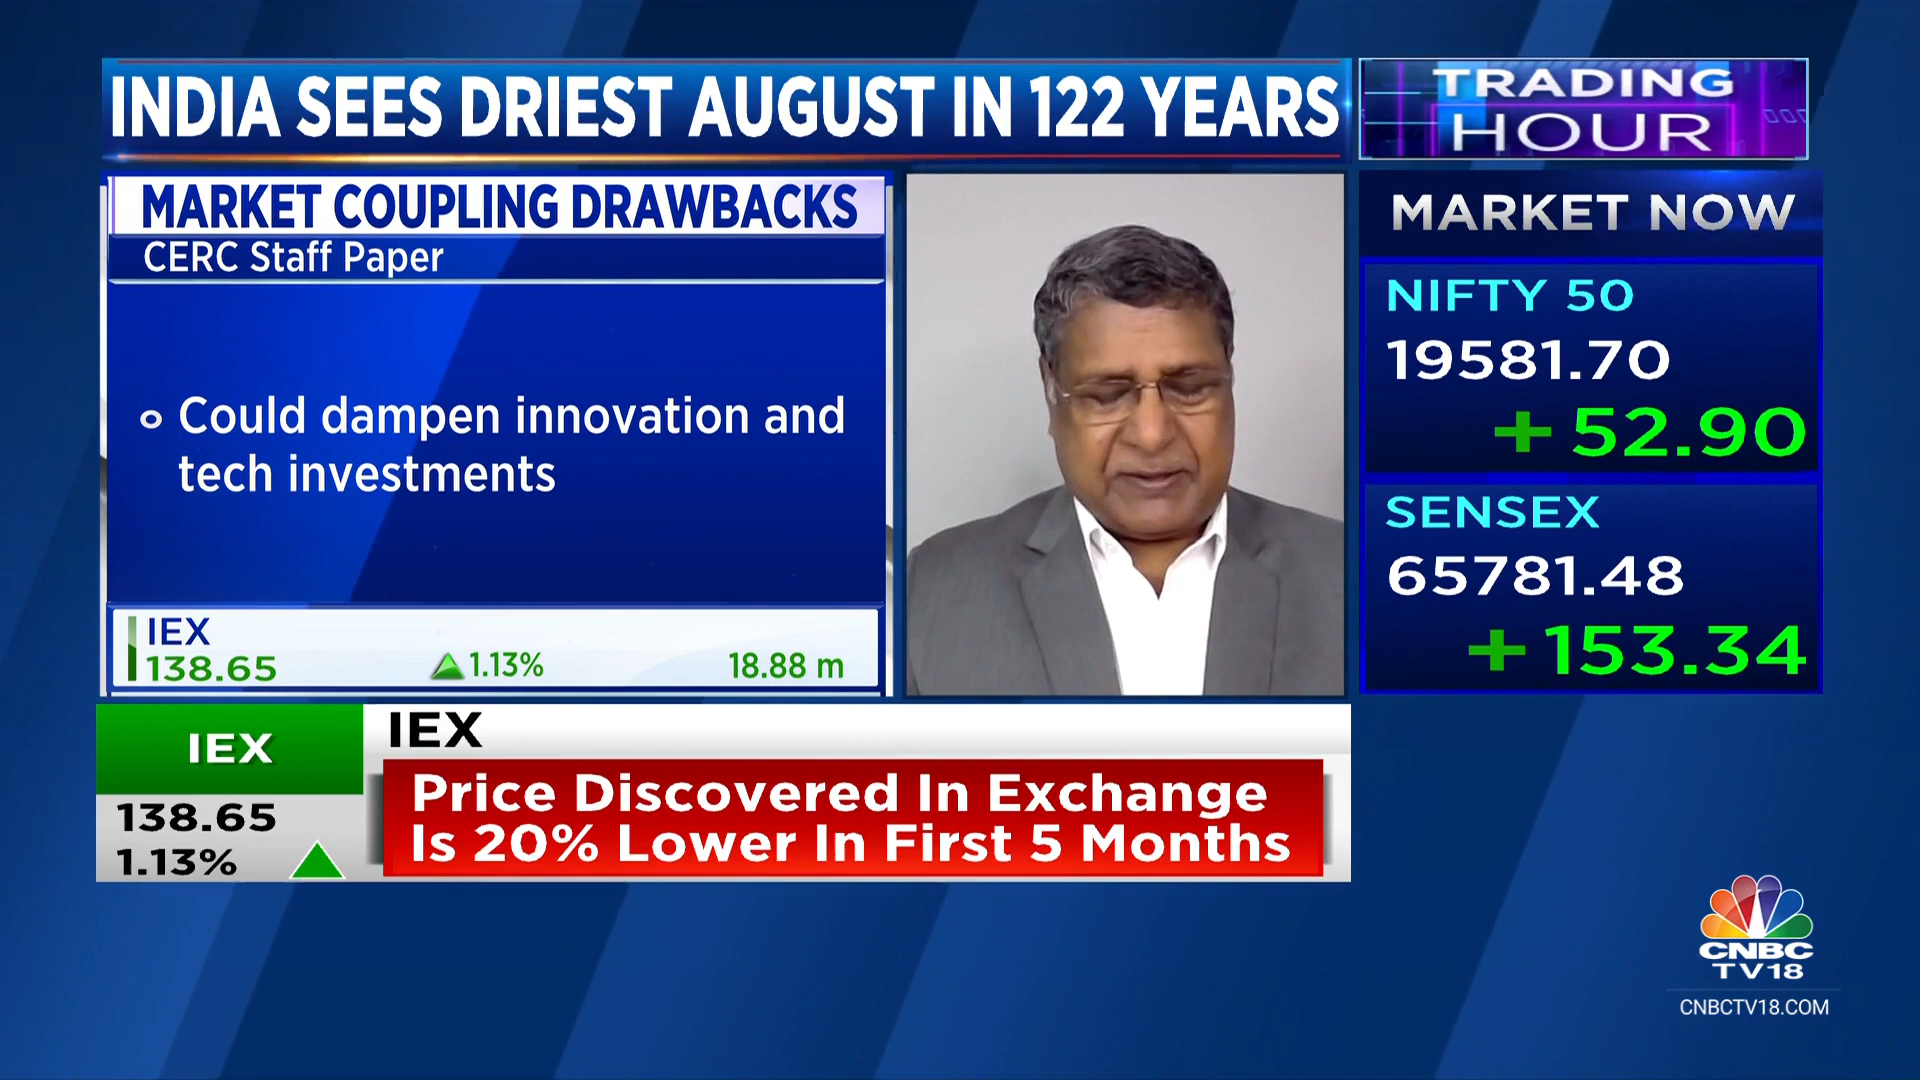 INDIA SEES DRIEST AUGUST IN 122 YEARS
TRADING
HOUR
MARKET COUPLING DRAWBACKS
CERC Staff Paper
Could dampen innovation and
tech investments
IEX
138.65 1.13% 18.88 m
MARKET NOW
NIFTY 50
19581.70
+52.90
SENSEX
65781.48
+153.34
IEX
138.65
1.13%
IEX
Price Discovered In Exchange
Is 20% Lower In First 5 Months
CNBC
TV18
CNBCTV18.COM